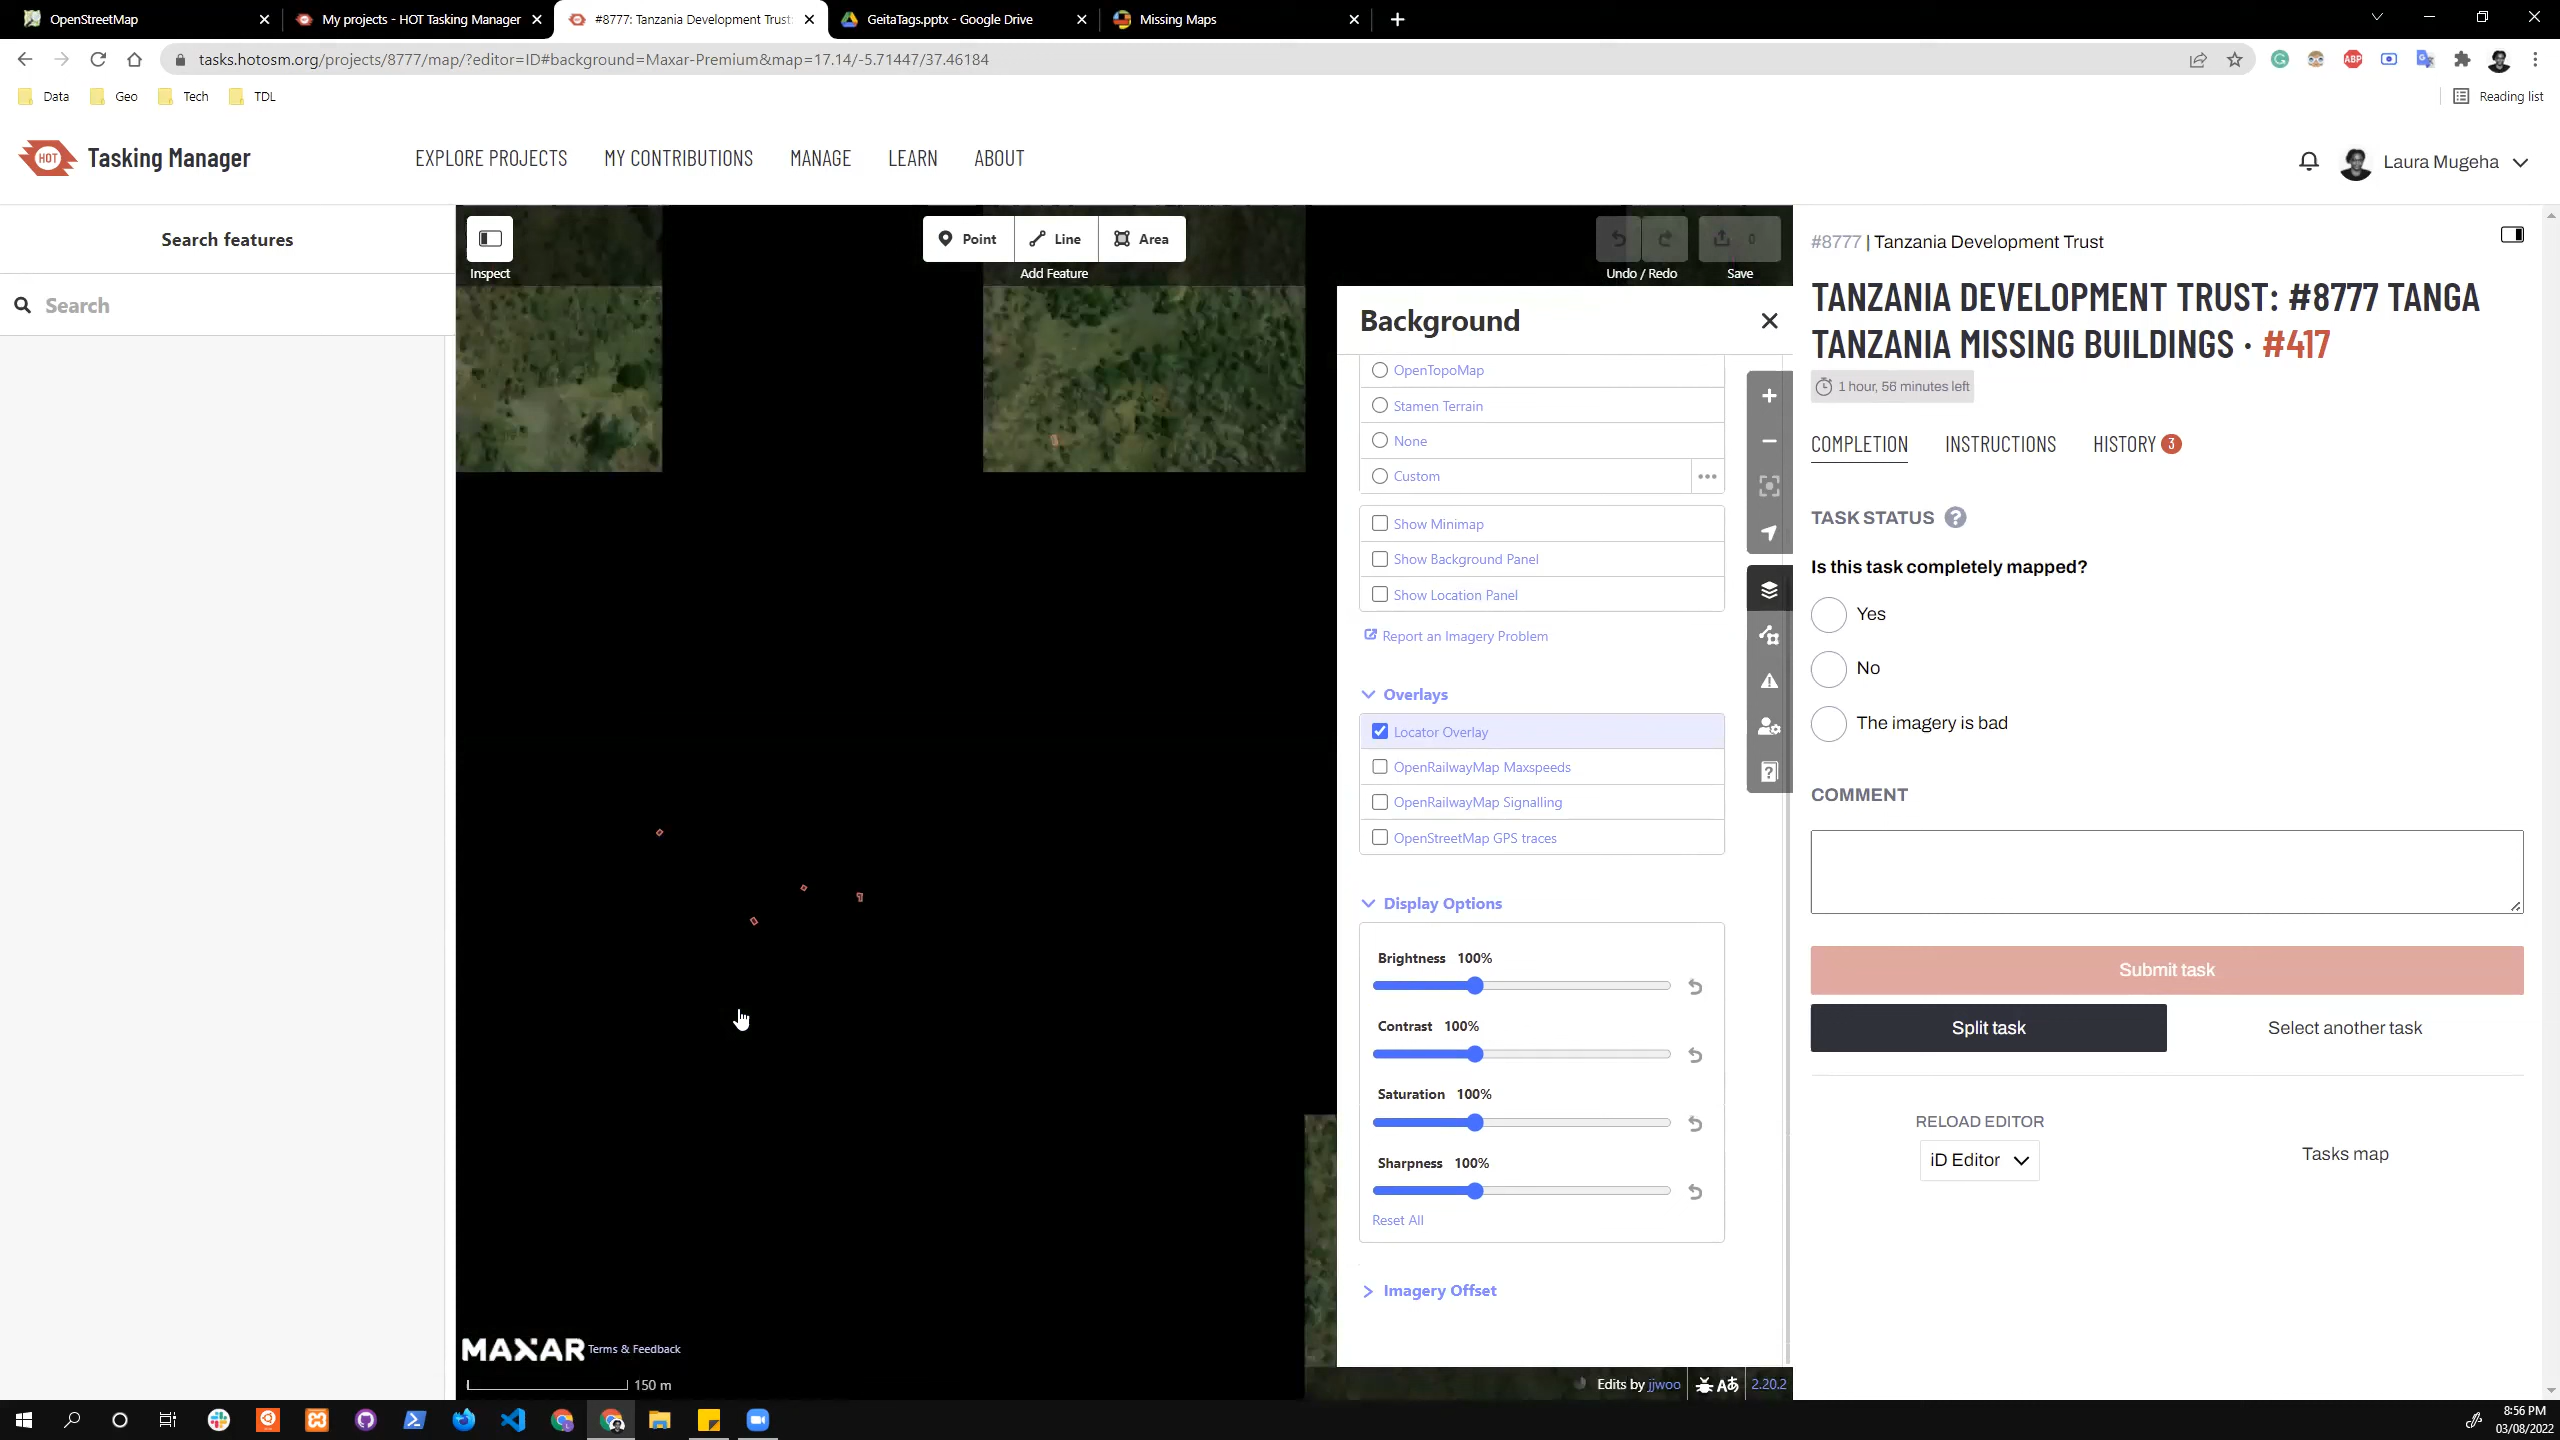 OpenStreetMap
My projects - HOT Tasking Manager
#8777: Tanzania Development Trust:
GeitaTags.pptx - Google Drive
Missing Maps
tasks.hotosm.org/projects/8777/map/?editor=ID#background=Maxar-Premium&map=17.14/-5.71447/37.46184
ABP
Data
Geo
Tech
TDL
Reading list
HOT
Tasking Manager
EXPLORE PROJECTS
MY CONTRIBUTIONS
MANAGE
LEARN
ABOUT
Laura Mugeha
Search features
Search
Inspect
Point
Line
Area
Add Feature
Undo / Redo
0
Save
Background
OpenTopoMap
Stamen Terrain
None
Custom
Show Minimap
Show Background Panel
Show Location Panel
Report an Imagery Problem
Overlays
Locator Overlay
OpenRailwayMap Maxspeeds
OpenRailwayMap Signalling
OpenStreetMap GPS traces
Display Options
Brightness 100%
Contrast 100%
Saturation 100%
Sharpness 100%
Reset All
Imagery Offset
MAXAR Terms & Feedback
150 m
Edits by jjwoo
2.20.2
#8777 | Tanzania Development Trust
TANZANIA DEVELOPMENT TRUST: #8777 TANGA
TANZANIA MISSING BUILDINGS · #417
1 hour, 56 minutes left
COMPLETION
INSTRUCTIONS
HISTORY 3
TASK STATUS ?
Is this task completely mapped?
Yes
No
The imagery is bad
COMMENT
Submit task
Split task
Select another task
RELOAD EDITOR
iD Editor
Tasks map
8:56 PM
03/08/2022